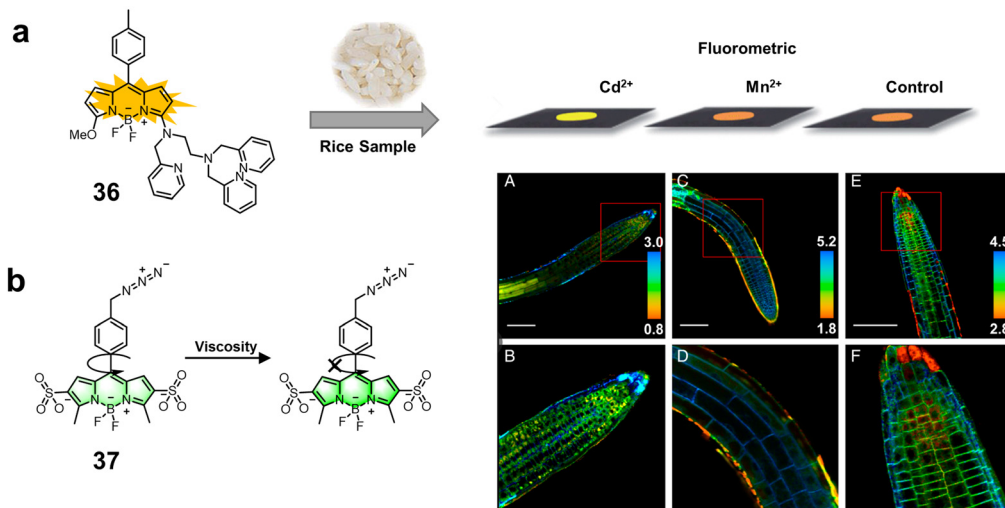 a
MeO
N
B
−
+
N
F
F
N
N
N
N
N
36
Rice Sample
Fluorometric
Cd²⁺
Mn²⁺
Control
b
N=N=N
+
−
O
O
S
O
−
N
B
−
+
N
F
F
O
O
S
O
−
37
Viscosity
N=N=N
+
−
O
O
S
O
−
N
B
−
+
N
F
F
O
O
S
O
−
A
3.0
0.8
C
5.2
1.8
E
4.5
2.8
B
D
F